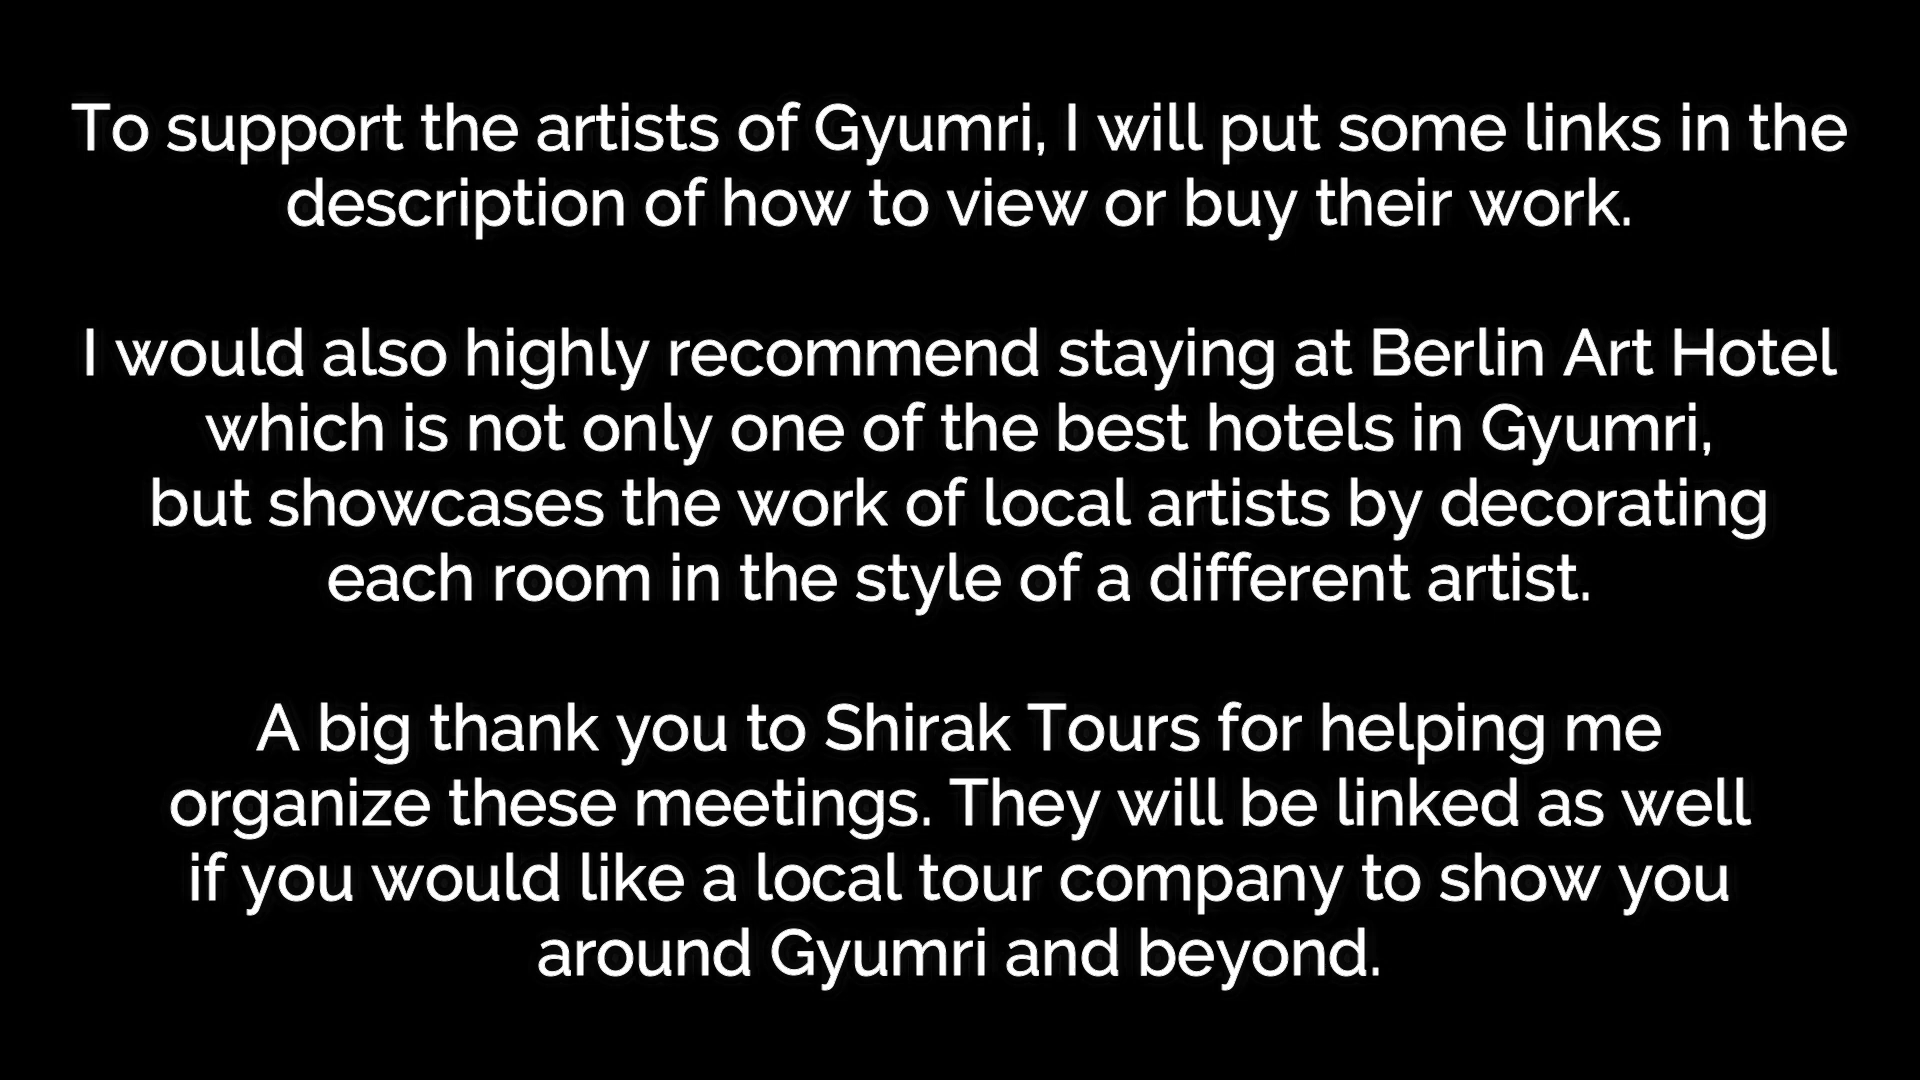 To support the artists of Gyumri, I will put some links in the
description of how to view or buy their work.
I would also highly recommend staying at Berlin Art Hotel
which is not only one of the best hotels in Gyumri,
but showcases the work of local artists by decorating
each room in the style of a different artist.
A big thank you to Shirak Tours for helping me
organize these meetings. They will be linked as well
if you would like a local tour company to show you
around Gyumri and beyond.